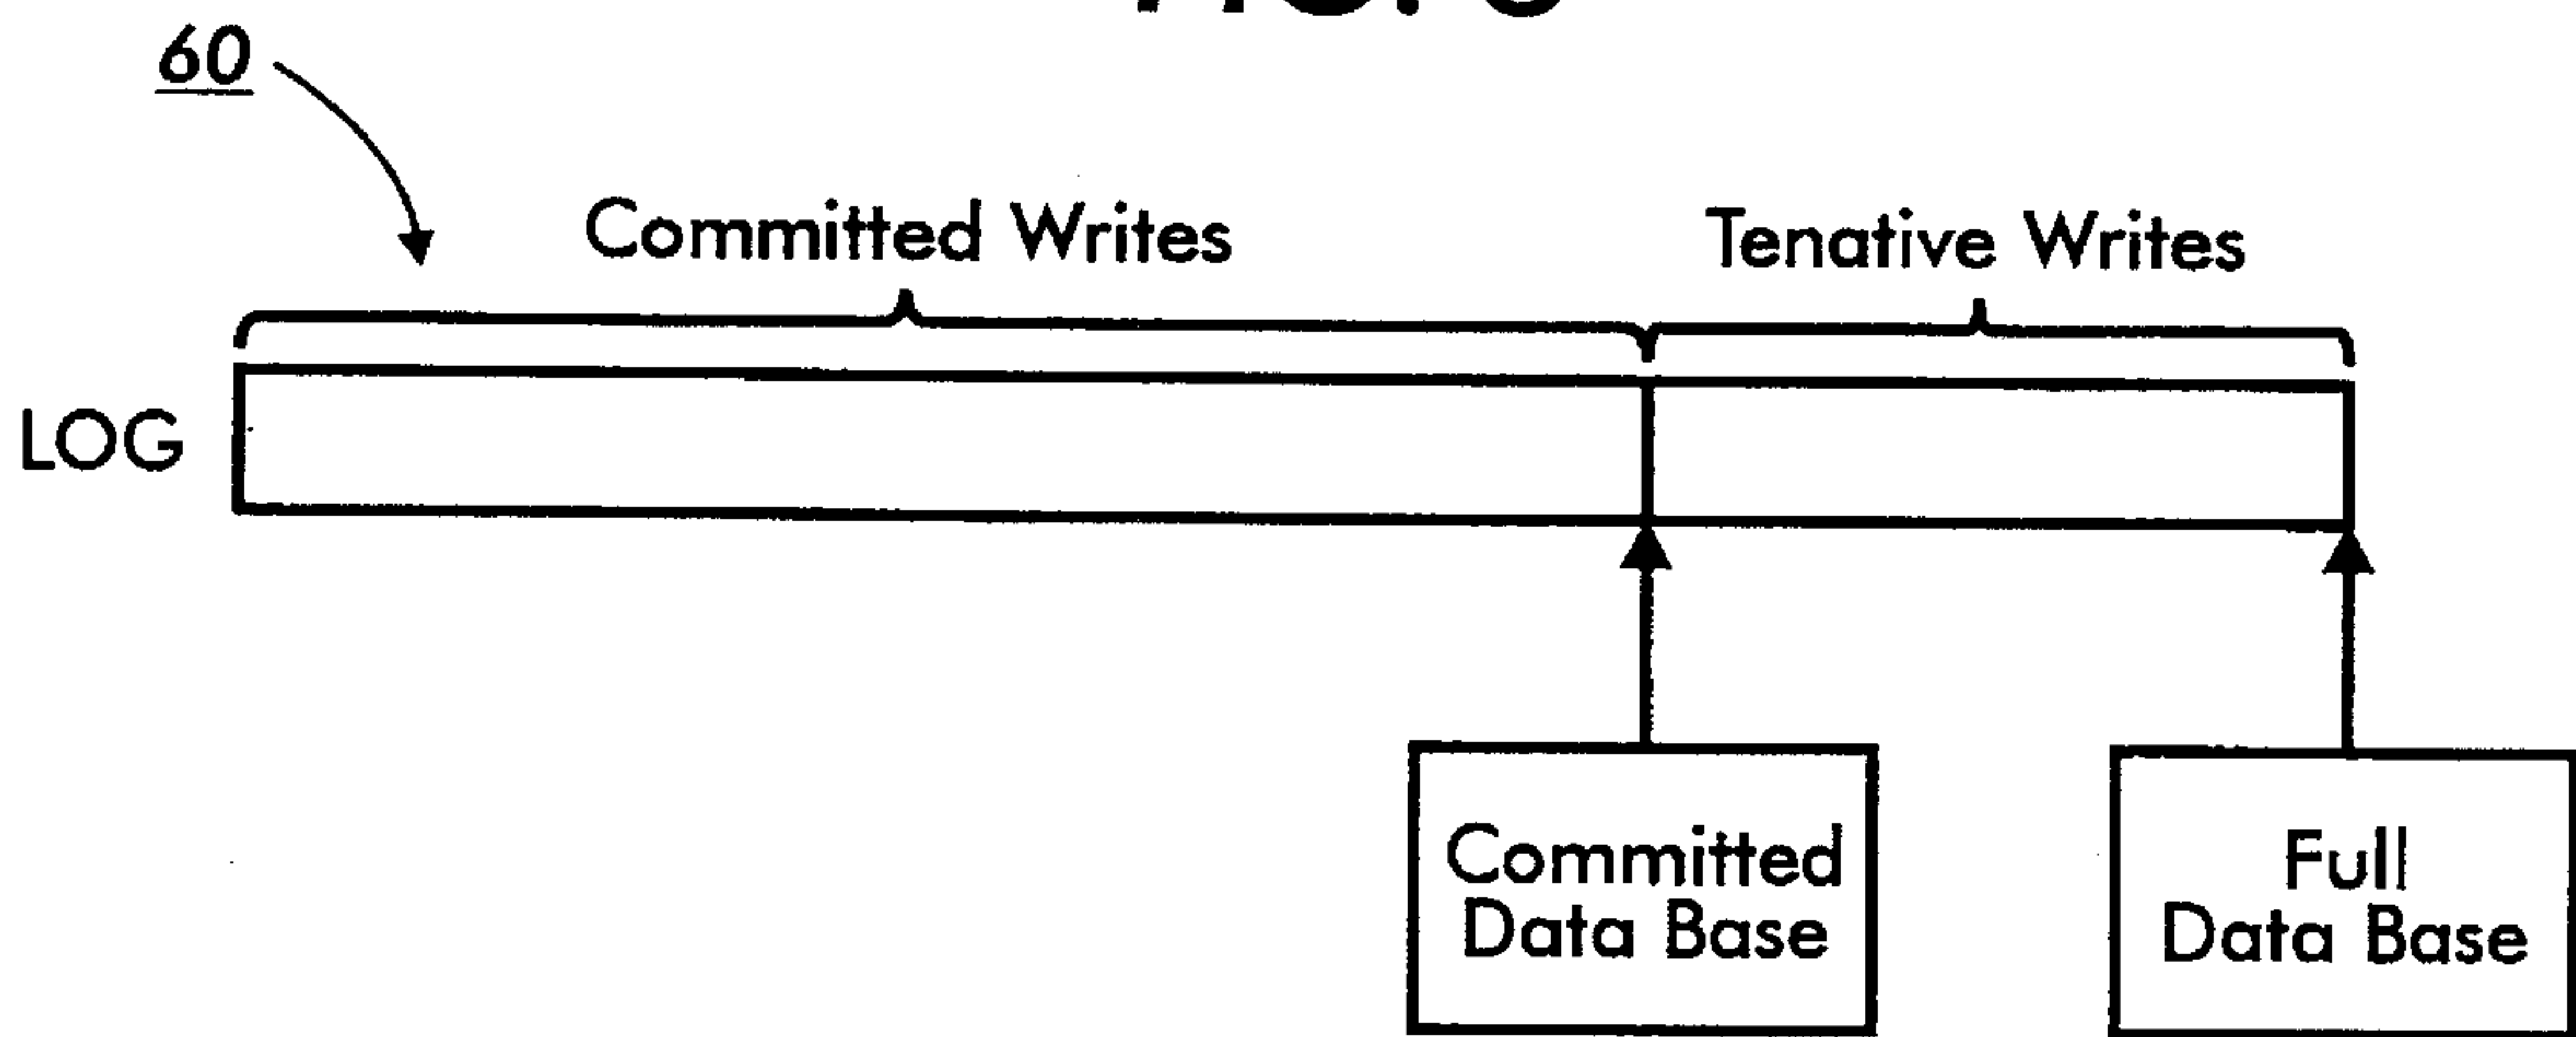 60
Committed Writes
Tenative Writes
LOG
Committed
Data Base
Full
Data Base